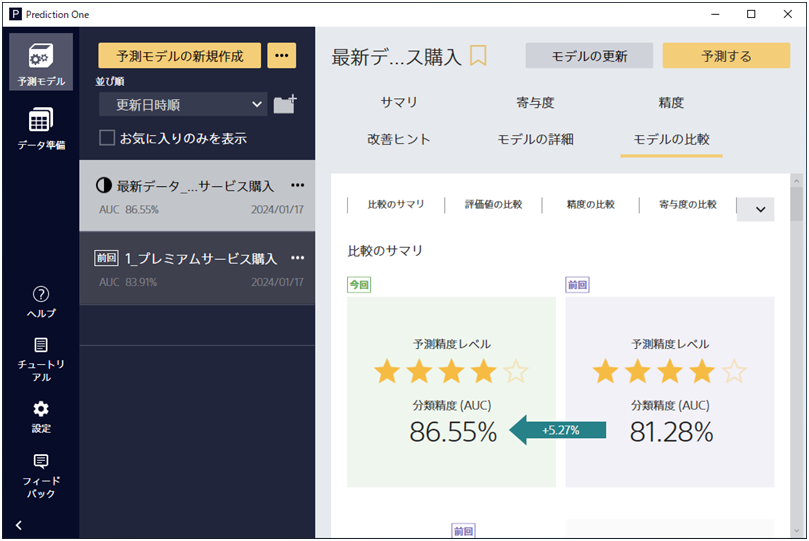 Prediction One
予測モデル
データ準備
ヘルプ
チュートリ
アル
設定
フィード
バック
予測モデルの新規作成
並び順
更新日時順
お気に入りのみを表示
最新データ_...サービス購入
AUC 86.55%
2024/01/17
前回 1_プレミアムサービス購入
AUC 83.91%
2024/01/17
最新デ...ス購入
モデルの更新
予測する
サマリ
寄与度
精度
改善ヒント
モデルの詳細
モデルの比較
比較のサマリ
評価値の比較
精度の比較
寄与度の比較
比較のサマリ
今回
予測精度レベル
分類精度 (AUC)
86.55%
+5.27%
前回
予測精度レベル
分類精度 (AUC)
81.28%
前回